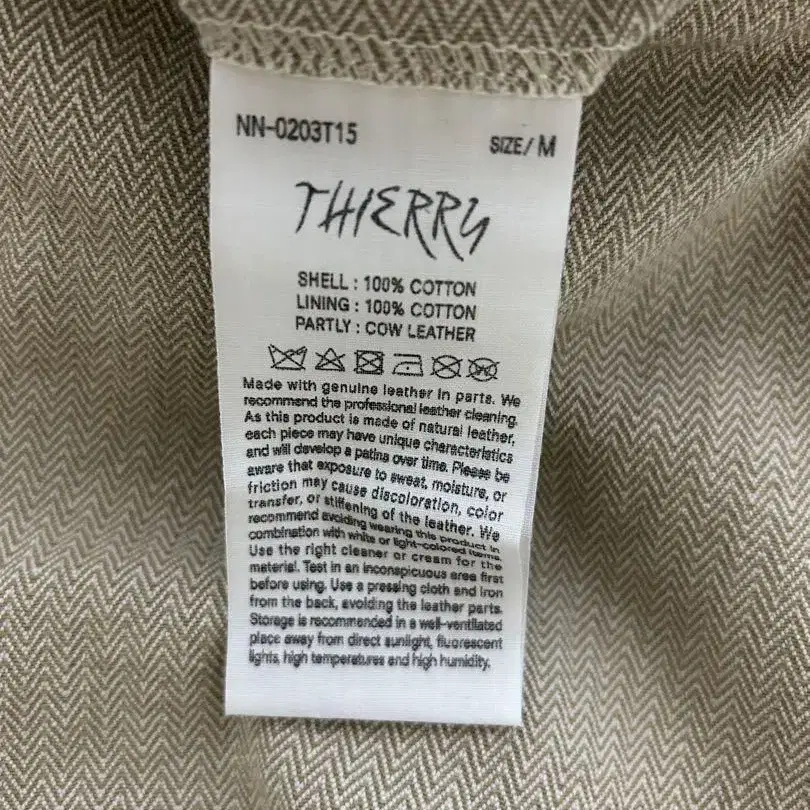 NN-0203T15
SIZE/ M
THIERRY
SHELL : 100% COTTON
LINING : 100% COTTON
PARTLY : COW LEATHER
Made with genuine leather in parts. We
recommend the professional leather cleaning.
As this product is made of natural leather,
each piece may have unique characteristics
and will develop a patina over time. Please be
aware that exposure to sweat, moisture, or
friction may cause discoloration, color
transfer, or stiffening of the leather. We
recommend avoiding wearing this product in
combination with white or light-colored items.
Use the right cleaner or cream for the
material. Test in an inconspicuous area first
before using. Use a pressing cloth and iron
from the back, avoiding the leather parts.
Storage is recommended in a well-ventilated
place away from direct sunlight, fluorescent
lights, high temperatures and high humidity.